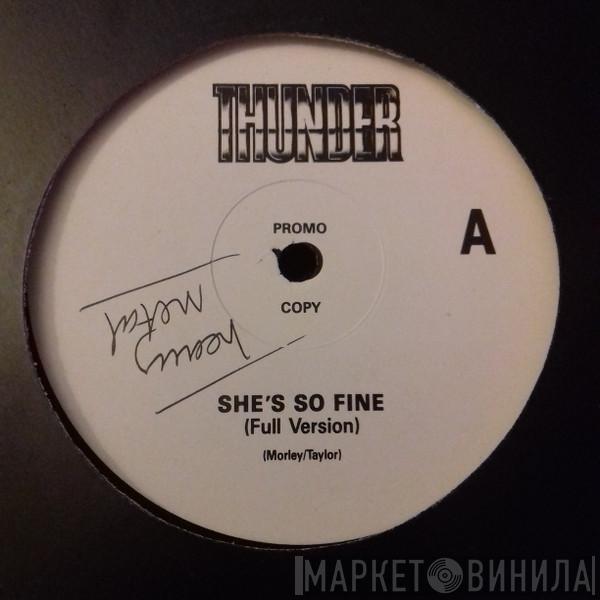 THUNDER
PROMO
A
COPY
heavy
metal
SHE'S SO FINE
(Full Version)
(Morley/Taylor)
МАРКЕТ ВИНИЛА